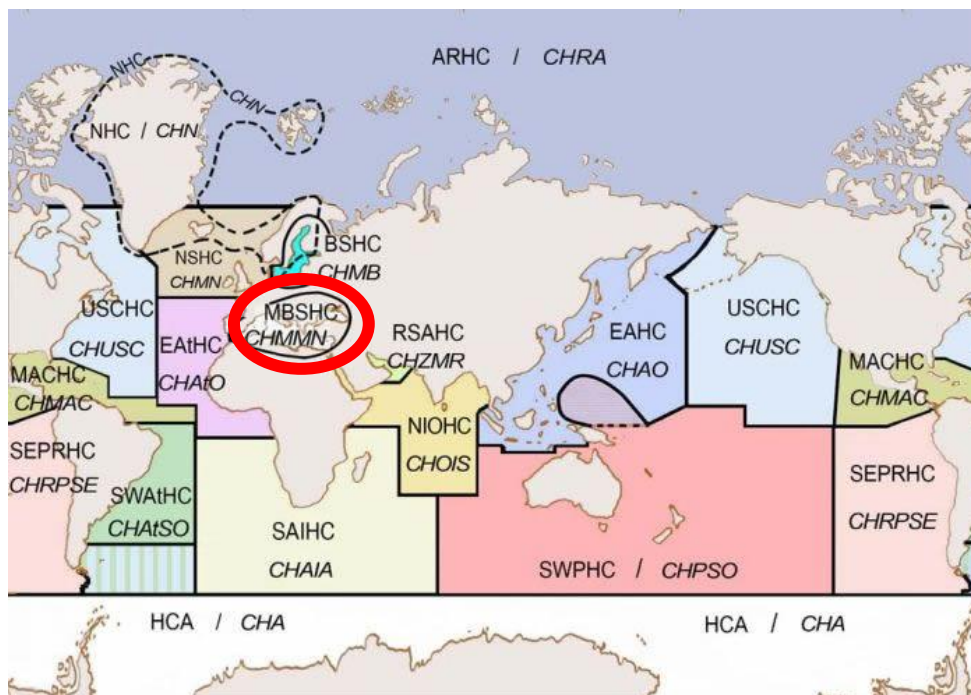 ARHC / CHRA
NHC
CHN
NHC / CHN
BSHC
CHMB
NSHC
CHMN
USCHC
CHUSC
MBSHC
CHMMN
EAtHC
CHAtO
RSAHC
CHZMR
EAHC
CHAO
USCHC
CHUSC
MACHC
CHMAC
MACHC
CHMAC
NIOHC
CHOIS
SEPRHC
CHRPSE
SWAtHC
CHAtSO
SEPRHC
CHRPSE
SAIHC
CHAIA
SWPHC / CHPSO
HCA / CHA
HCA / CHA